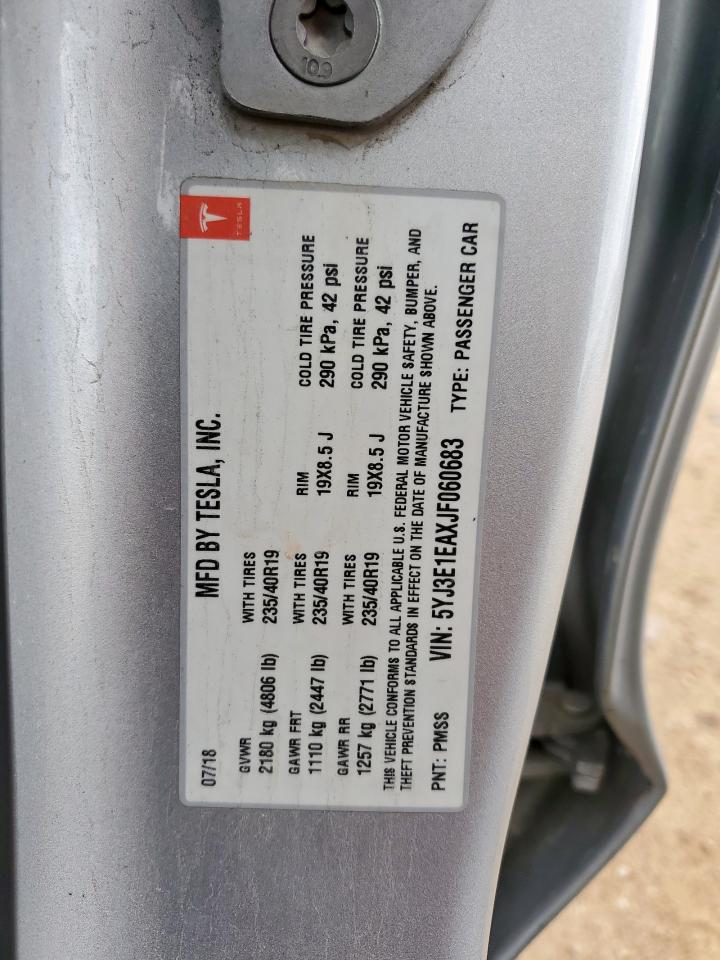 10.9
TESLA
07/18 MFD BY TESLA, INC.
GVWR WITH TIRES
2180 kg (4806 lb) 235/40R19
GAWR FRT WITH TIRES RIM COLD TIRE PRESSURE
1110 kg (2447 lb) 235/40R19 19X8.5 J 290 kPa, 42 psi
GAWR RR WITH TIRES RIM COLD TIRE PRESSURE
1257 kg (2771 lb) 235/40R19 19X8.5 J 290 kPa, 42 psi
THIS VEHICLE CONFORMS TO ALL APPLICABLE U.S. FEDERAL MOTOR VEHICLE SAFETY, BUMPER, AND
THEFT PREVENTION STANDARDS IN EFFECT ON THE DATE OF MANUFACTURE SHOWN ABOVE.
PNT: PMSS VIN: 5YJ3E1EAXJF060683 TYPE: PASSENGER CAR